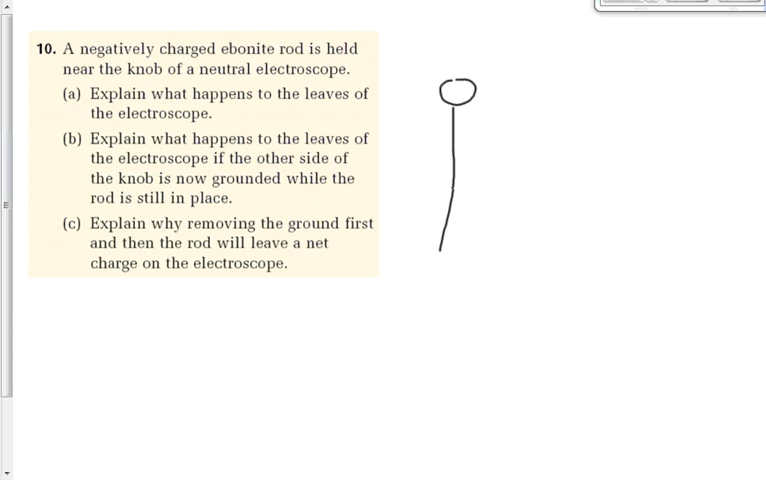 10. A negatively charged ebonite rod is held
near the knob of a neutral electroscope.
(a) Explain what happens to the leaves of
the electroscope.
(b) Explain what happens to the leaves of
the electroscope if the other side of
the knob is now grounded while the
rod is still in place.
(c) Explain why removing the ground first
and then the rod will leave a net
charge on the electroscope.